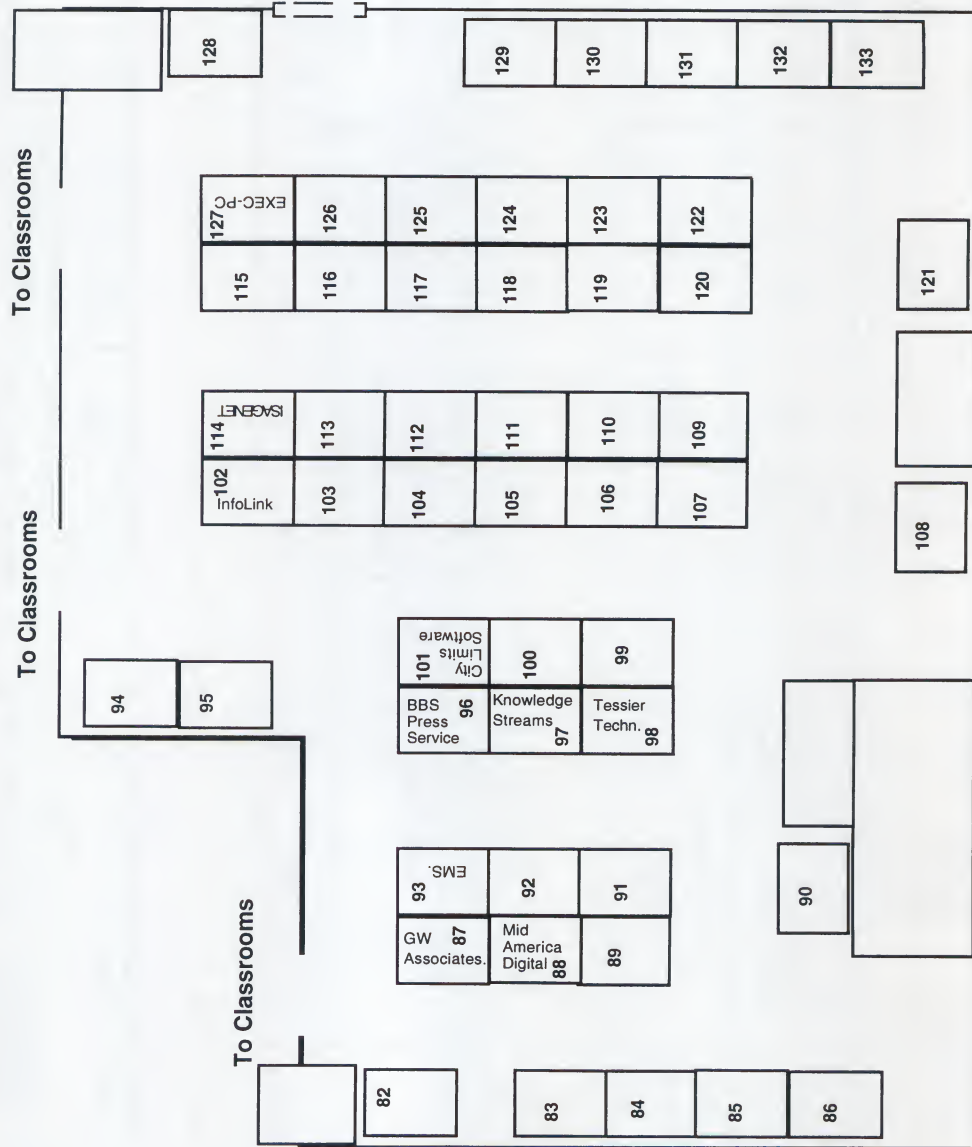 128
129
130
131
132
133
To Classrooms
127 EXEC-PC
126
125
124
123
122
115
116
117
118
119
120
121
To Classrooms
114 ISAGENET
113
112
111
110
109
102
InfoLink
103
104
105
106
107
108
94
95
101 City
Limits
Software
100
99
BBS
Press 96
Service
Knowledge
Streams
97
Tessier
Techn.
98
To Classrooms
93 EMS.
92
91
90
GW 87
Associates.
Mid
America
Digital 88
89
82
83
84
85
86